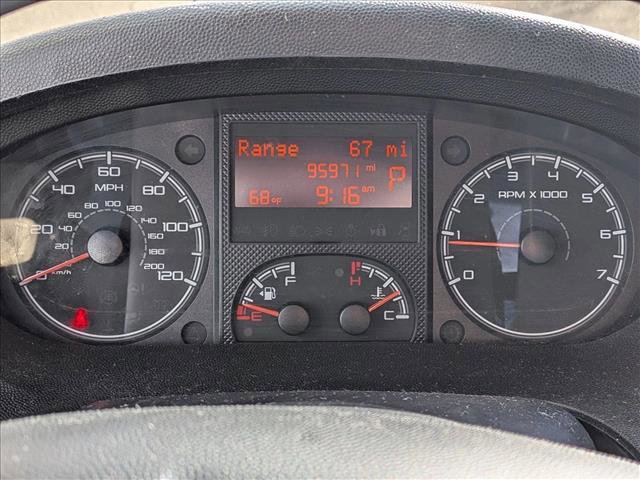 Range 67 mi
95971 mi
68°F 9:16 am P
0 20 40 60 80 100 120
MPH
20 40 60 80 100 120 140 160 180 200
km/h
E F
H C
RPM X 1000
0 1 2 3 4 5 6 7